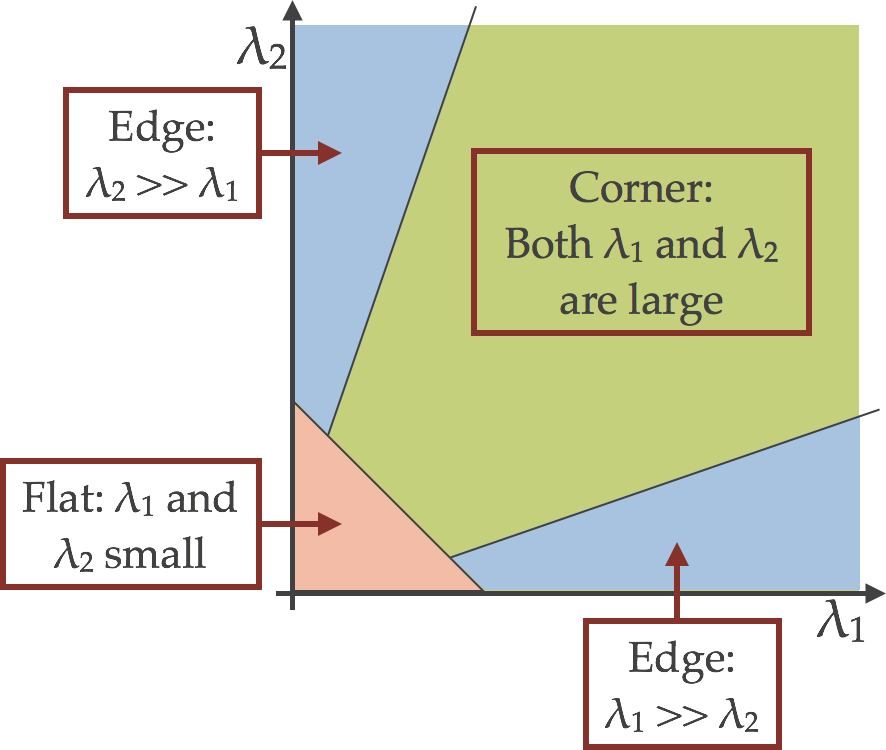 λ₂
Edge:
λ₂ >> λ₁
Corner:
Both λ₁ and λ₂
are large
Flat: λ₁ and
λ₂ small
λ₁
Edge:
λ₁ >> λ₂